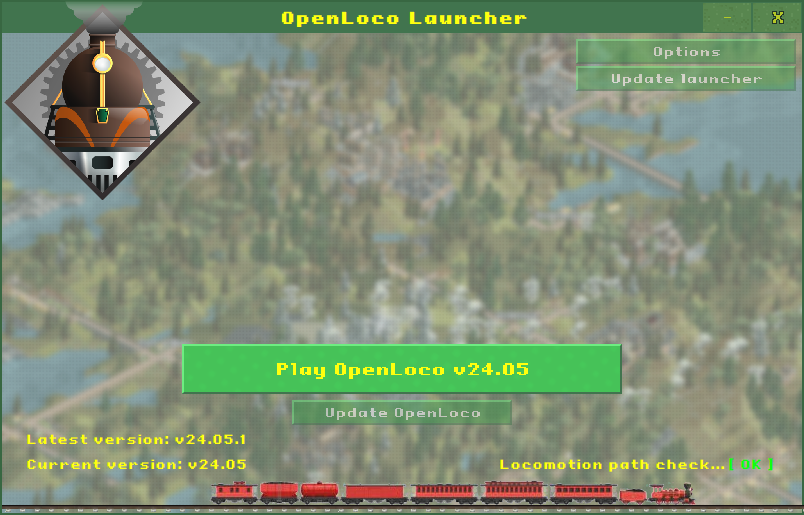 OpenLoco Launcher
- X
Options
Update launcher
Play OpenLoco v24.05
Update OpenLoco
Latest version: v24.05.1
Current version: v24.05
Locomotion path check...[ OK ]